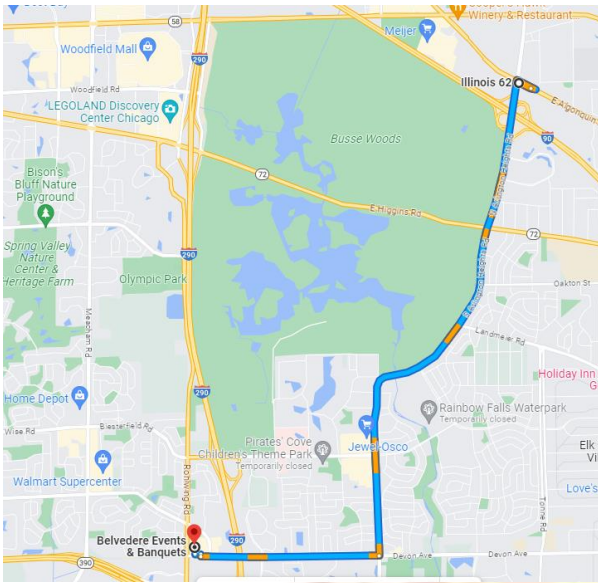 58
Winery & Restaurant
Meijer
Woodfield Mall
290
Illinois 62
Woodfield Rd
E Algonquin
LEGOLAND Discovery
Center Chicago
Busse Woods
90
Bison's
Bluff Nature
Playground
72
E Higgins Rd
72
Spring Valley
Nature
Center &
Heritage Farm
290
Olympic Park
Oakton St
Meacham Rd
Landmeier Rd
Holiday Inn
G
290
Home Depot
Rainbow Falls Waterpark
Temporarily closed
Biesterfield Rd
Wise Rd
Pirates' Cove
Children's Theme Park
Temporarily closed
Jewel-Osco
Elk
Vi
Walmart Supercenter
Rohlwing Rd
Tonne Rd
Love's
Belvedere Events
& Banquets
290
Devon Ave
Devon Ave
390